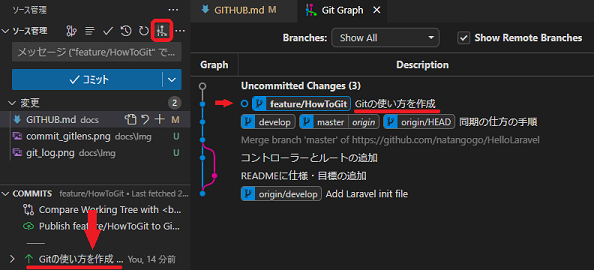 ソース管理
ソース管理
メッセージ ("feature/HowToGit" で...
コミット
変更 2
GITHUB.md docs M
commit_gitlens.png docs\Img U
git_log.png docs\Img U
COMMITS feature/HowToGit • Last fetched 2...
Compare Working Tree with <b...
Publish feature/HowToGit to Gi...
Gitの使い方を作成 ... You, 14 分前
GITHUB.md Git Graph
Branches: Show All Show Remote Branches
Graph Description
Uncommitted Changes (3)
feature/HowToGit Gitの使い方を作成
develop master origin origin/HEAD 同期の仕方の手順
Merge branch 'master' of https://github.com/natangogo/HelloLaravel
コントローラーとルートの追加
READMEに仕様・目標の追加
origin/develop Add Laravel init file